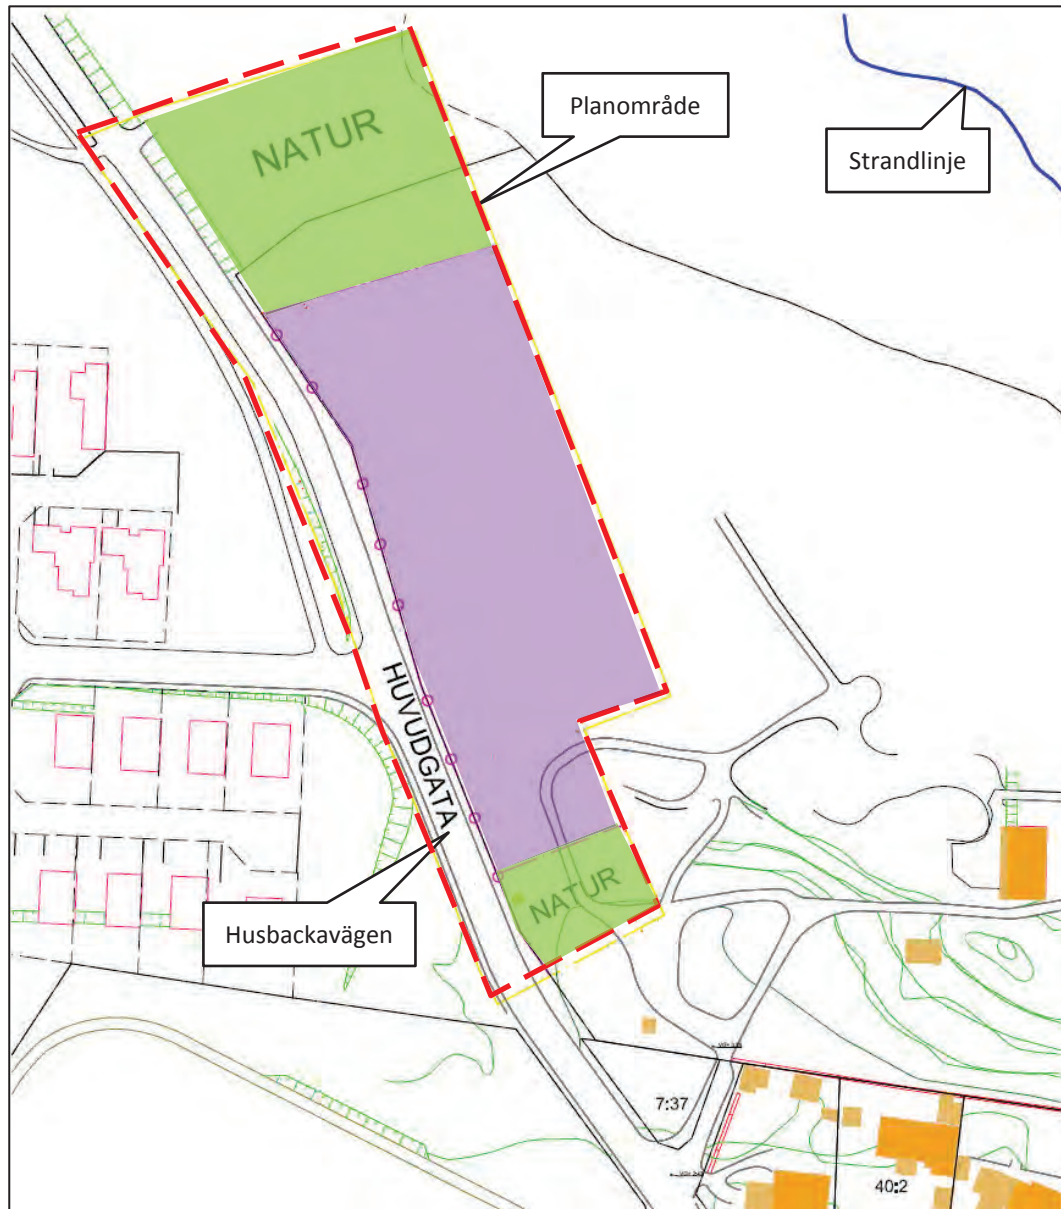 Planområde
Strandlinje
NATUR
HUVUDGATA
NATUR
Husbackavägen
7:37
40:2